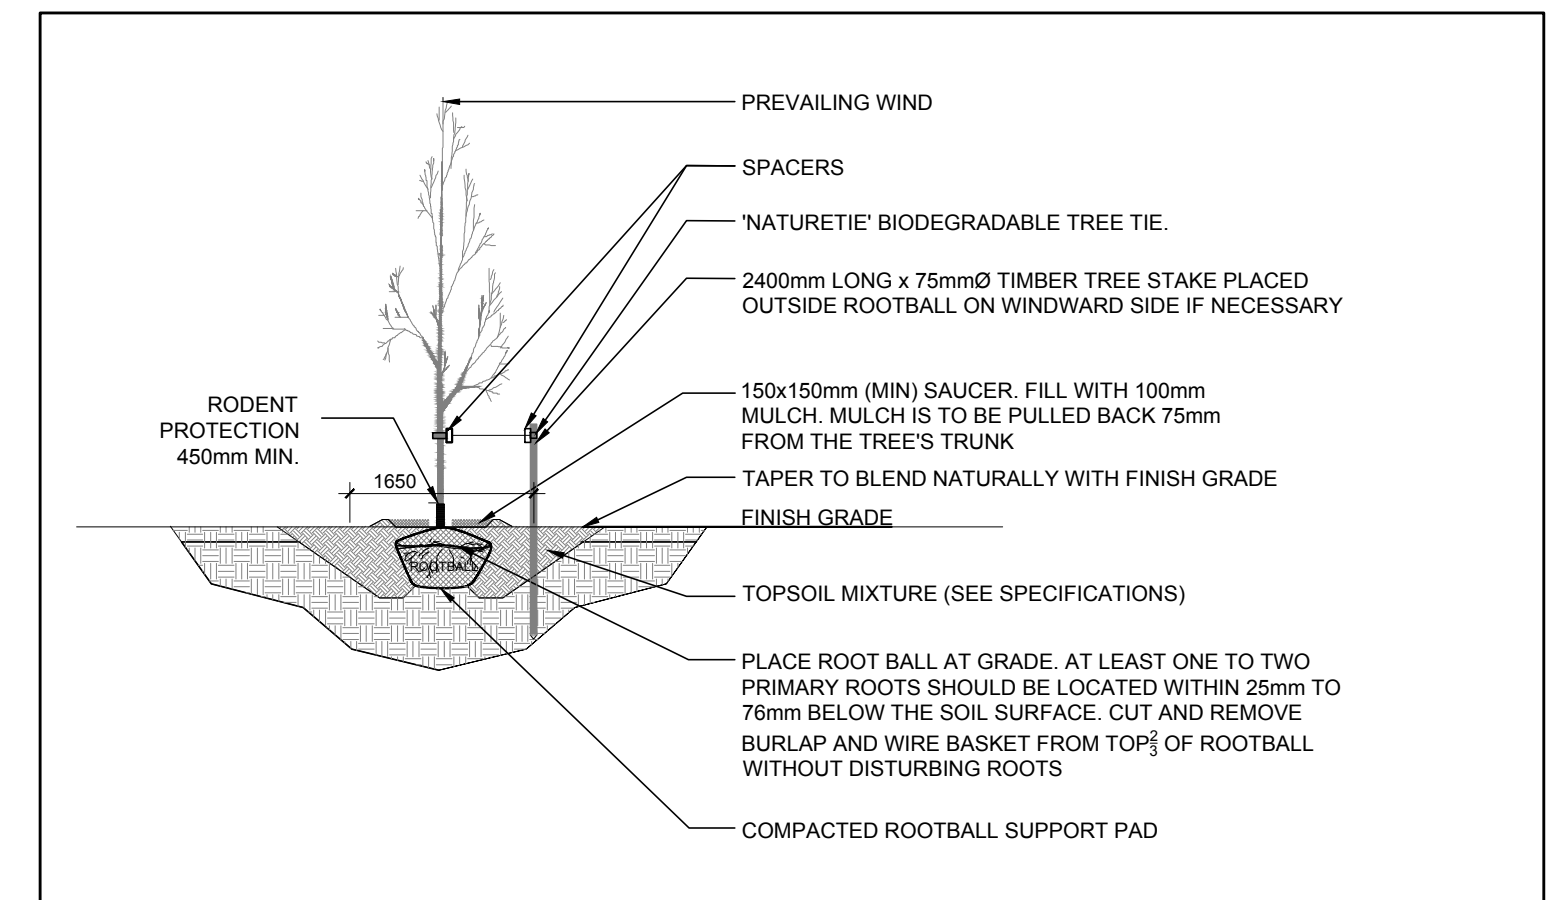 PREVAILING WIND
SPACERS
'NATURETIE' BIODEGRADABLE TREE TIE.
2400mm LONG x 75mmØ TIMBER TREE STAKE PLACED
OUTSIDE ROOTBALL ON WINDWARD SIDE IF NECESSARY
150x150mm (MIN) SAUCER. FILL WITH 100mm
MULCH. MULCH IS TO BE PULLED BACK 75mm
FROM THE TREE'S TRUNK
RODENT
PROTECTION
450mm MIN.
1650
TAPER TO BLEND NATURALLY WITH FINISH GRADE
FINISH GRADE
ROOTBALL
TOPSOIL MIXTURE (SEE SPECIFICATIONS)
PLACE ROOT BALL AT GRADE. AT LEAST ONE TO TWO
PRIMARY ROOTS SHOULD BE LOCATED WITHIN 25mm TO
76mm BELOW THE SOIL SURFACE. CUT AND REMOVE
BURLAP AND WIRE BASKET FROM TOP 2/3 OF ROOTBALL
WITHOUT DISTURBING ROOTS
COMPACTED ROOTBALL SUPPORT PAD